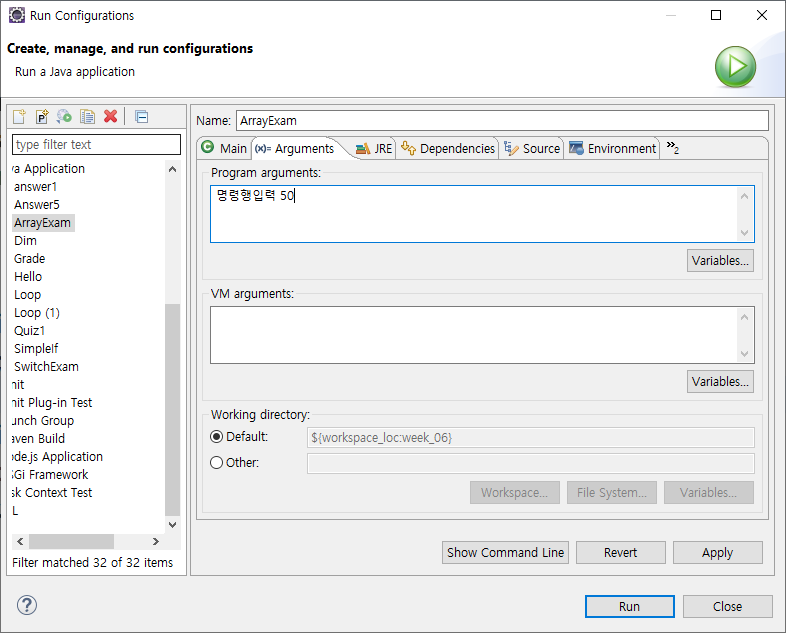 Run Configurations
Create, manage, and run configurations
Run a Java application
type filter text
va Application
answer1
Answer5
ArrayExam
Dim
Grade
Hello
Loop
Loop (1)
Quiz1
SimpleIf
SwitchExam
nit
nit Plug-in Test
unch Group
aven Build
ode.js Application
Gi Framework
sk Context Test
L
Filter matched 32 of 32 items
Name: ArrayExam
Main (x)= Arguments JRE Dependencies Source Environment »2
Program arguments:
명령행입력 50
Variables...
VM arguments:
Variables...
Working directory:
Default: ${workspace_loc:week_06}
Other:
Workspace... File System... Variables...
Show Command Line Revert Apply
Run Close